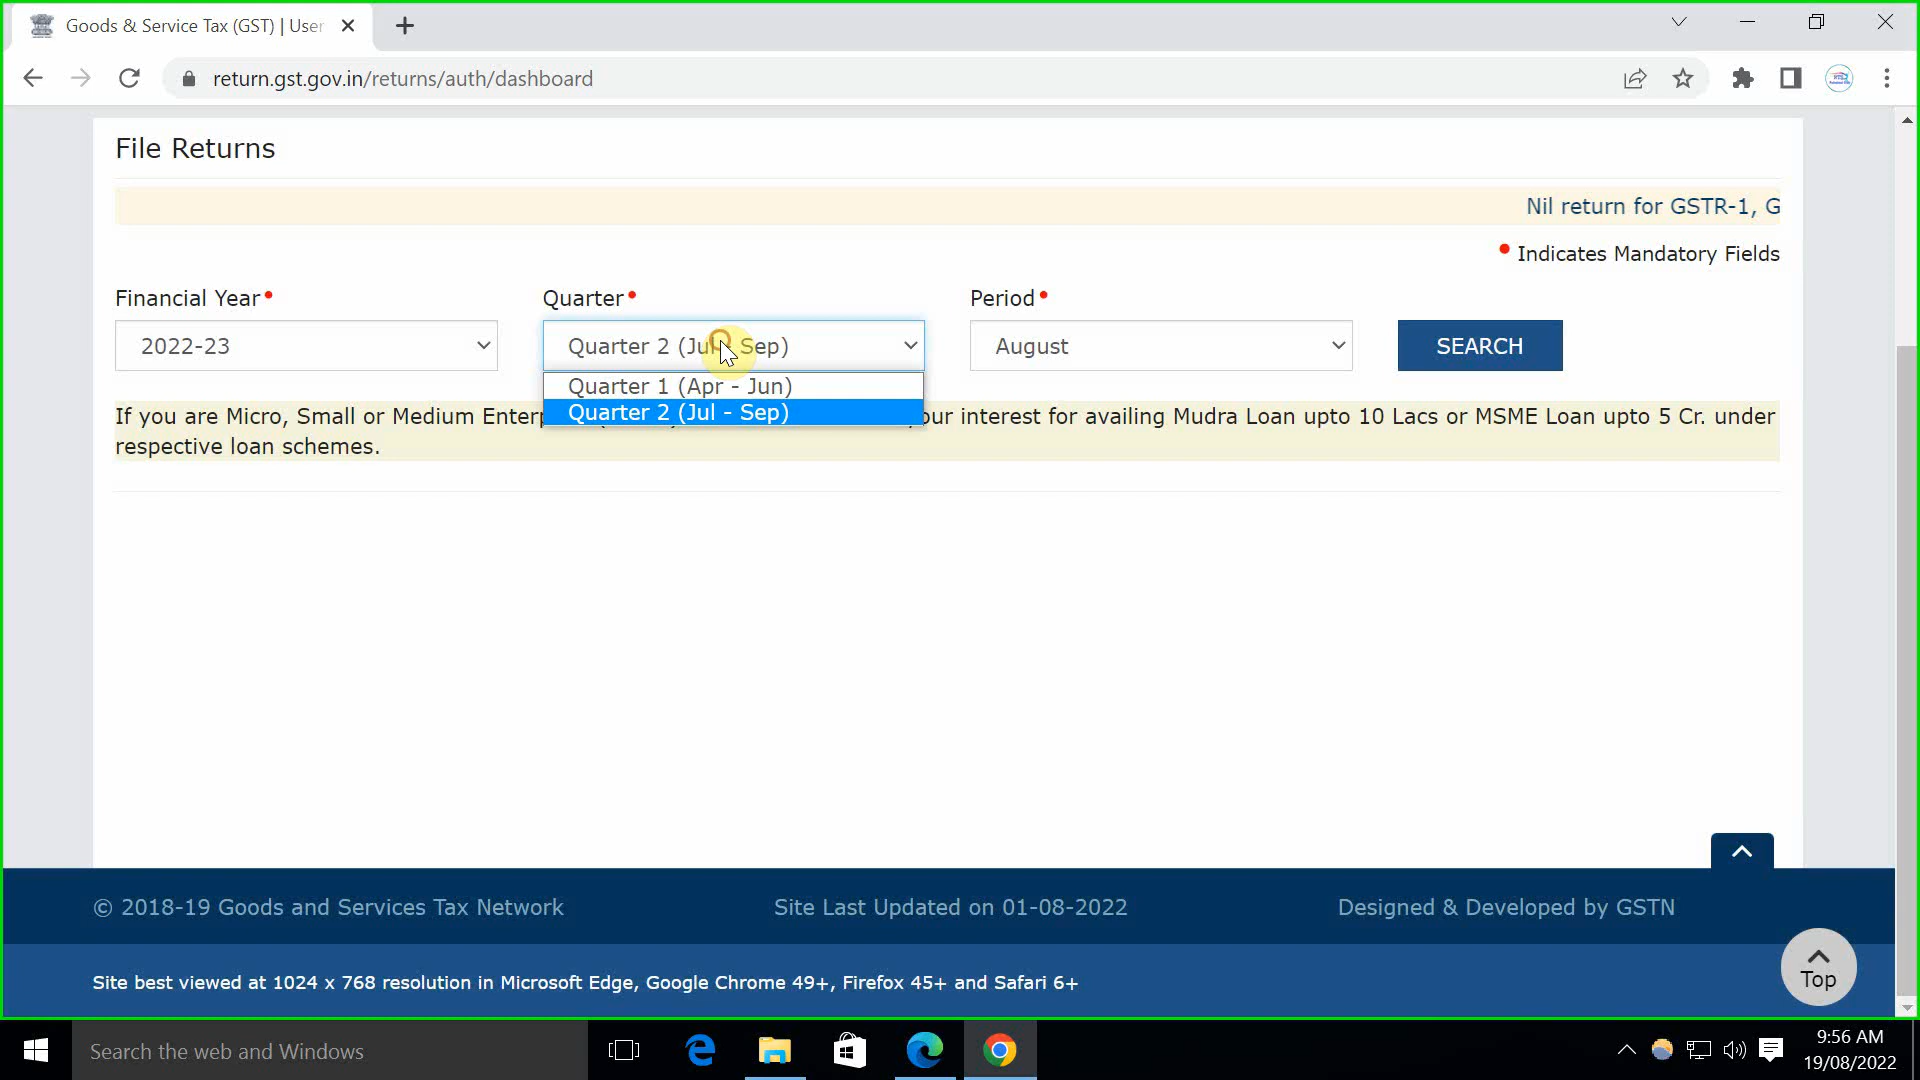 Goods & Service Tax (GST) | User
return.gst.gov.in/returns/auth/dashboard
File Returns
Nil return for GSTR-1, G
• Indicates Mandatory Fields
Financial Year•
Quarter•
Period•
2022-23
Quarter 2 (Jul - Sep)
August
SEARCH
Quarter 1 (Apr - Jun)
Quarter 2 (Jul - Sep)
If you are Micro, Small or Medium Enterp our interest for availing Mudra Loan upto 10 Lacs or MSME Loan upto 5 Cr. under
respective loan schemes.
© 2018-19 Goods and Services Tax Network
Site Last Updated on 01-08-2022
Designed & Developed by GSTN
Site best viewed at 1024 x 768 resolution in Microsoft Edge, Google Chrome 49+, Firefox 45+ and Safari 6+
Top
Search the web and Windows
9:56 AM
19/08/2022